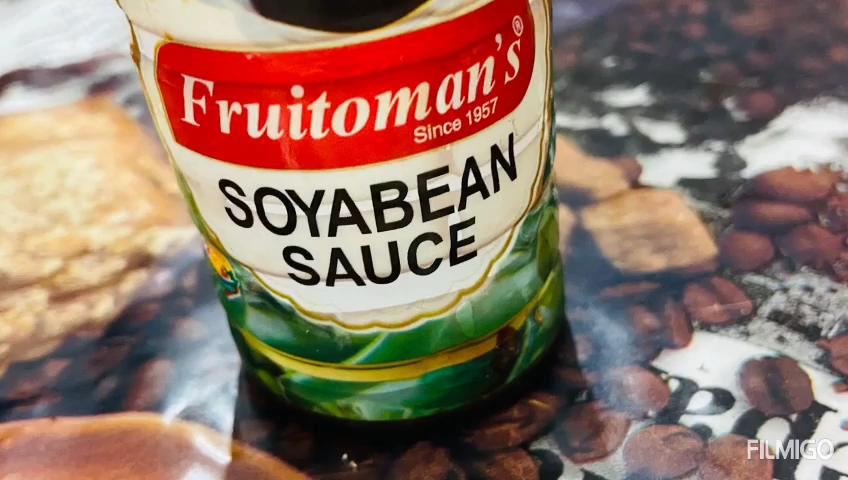 Fruitoman's®
Since 1957
SOYABEAN
SAUCE
FILMIGO